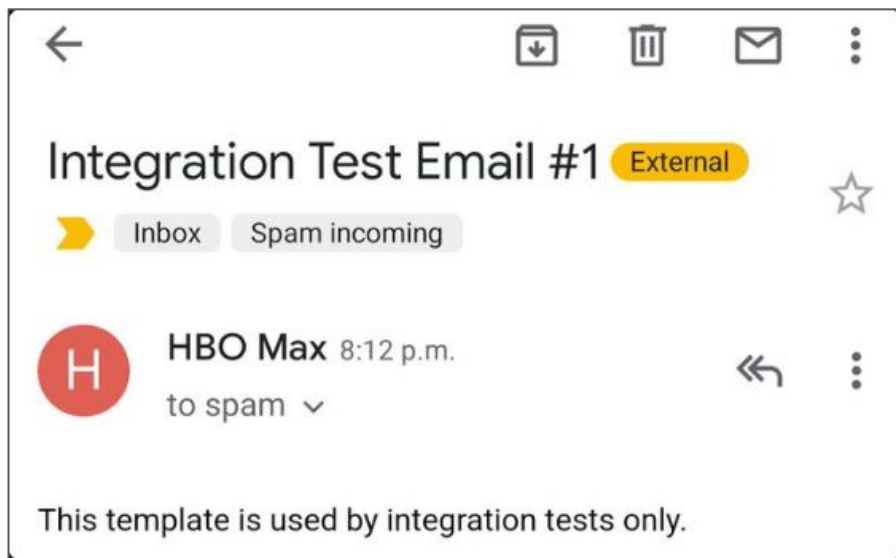 Integration Test Email #1 External
Inbox Spam incoming
H
HBO Max 8:12 p.m.
to spam
This template is used by integration tests only.